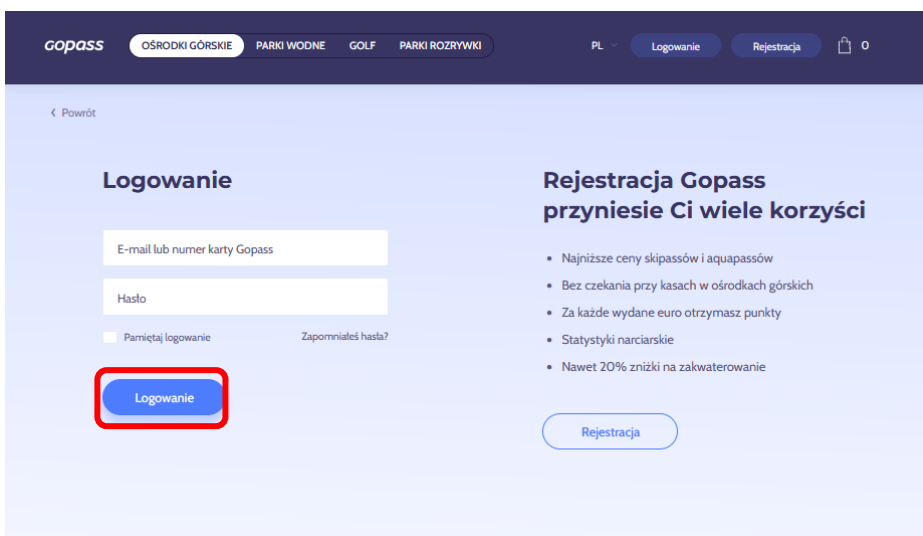 GOPASS OŚRODKI GÓRSKIE PARKI WODNE GOLF PARKI ROZRYWKI PL Logowanie Rejestracja 0
Powrót
Logowanie
E-mail lub numer karty Gopass
Hasło
Pamiętaj logowanie Zapomniałeś hasła?
Logowanie
Rejestracja Gopass
przyniesie Ci wiele korzyści
• Najniższe ceny skipassów i aquapassów
• Bez czekania przy kasach w ośrodkach górskich
• Za każde wydane euro otrzymasz punkty
• Statystyki narciarskie
• Nawet 20% zniżki na zakwaterowanie
Rejestracja